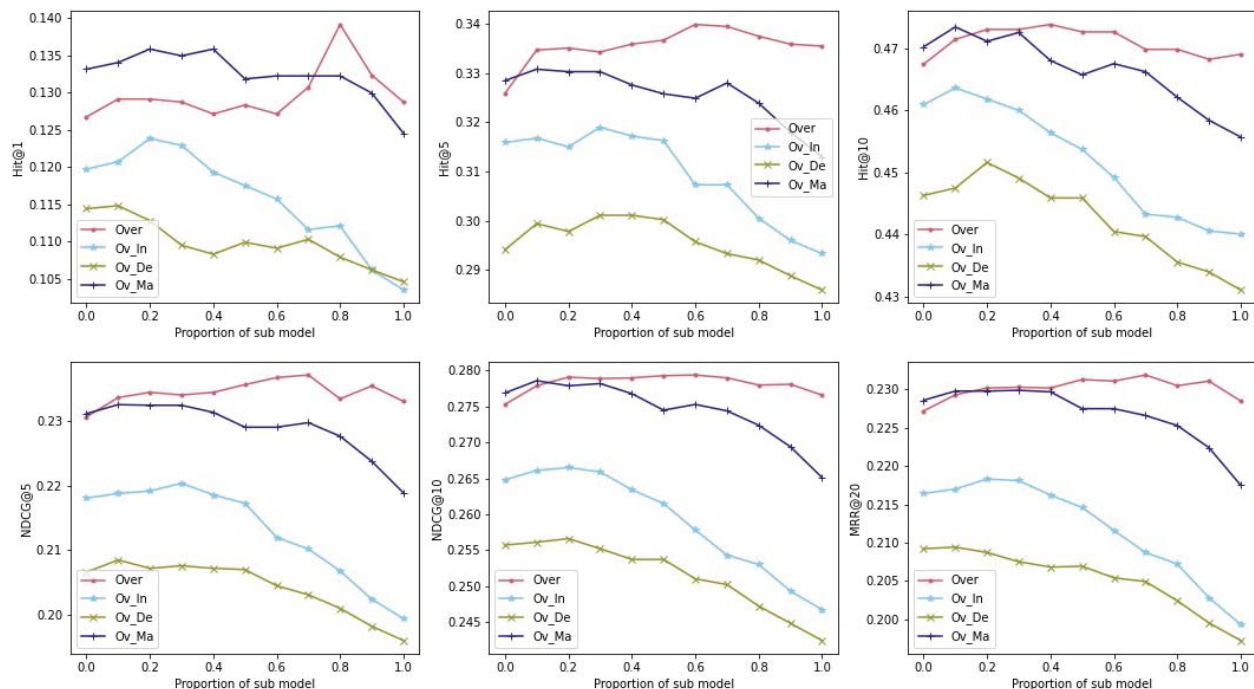 0.140
0.135
0.130
0.125
0.120
0.115
0.110
0.105
Hit@1
Over
Ov_In
Ov_De
Ov_Ma
0.0 0.2 0.4 0.6 0.8 1.0
Proportion of sub model
0.34
0.33
0.32
0.31
0.30
0.29
Hit@5
Over
Ov_In
Ov_De
Ov_Ma
0.0 0.2 0.4 0.6 0.8 1.0
Proportion of sub model
0.47
0.46
0.45
0.44
0.43
Hit@10
Over
Ov_In
Ov_De
Ov_Ma
0.0 0.2 0.4 0.6 0.8 1.0
Proportion of sub model
0.23
0.22
0.21
0.20
NDCG@5
Over
Ov_In
Ov_De
Ov_Ma
0.0 0.2 0.4 0.6 0.8 1.0
Proportion of sub model
0.280
0.275
0.270
0.265
0.260
0.255
0.250
0.245
NDCG@10
Over
Ov_In
Ov_De
Ov_Ma
0.0 0.2 0.4 0.6 0.8 1.0
Proportion of sub model
0.230
0.225
0.220
0.215
0.210
0.205
0.200
MRR@20
Over
Ov_In
Ov_De
Ov_Ma
0.0 0.2 0.4 0.6 0.8 1.0
Proportion of sub model